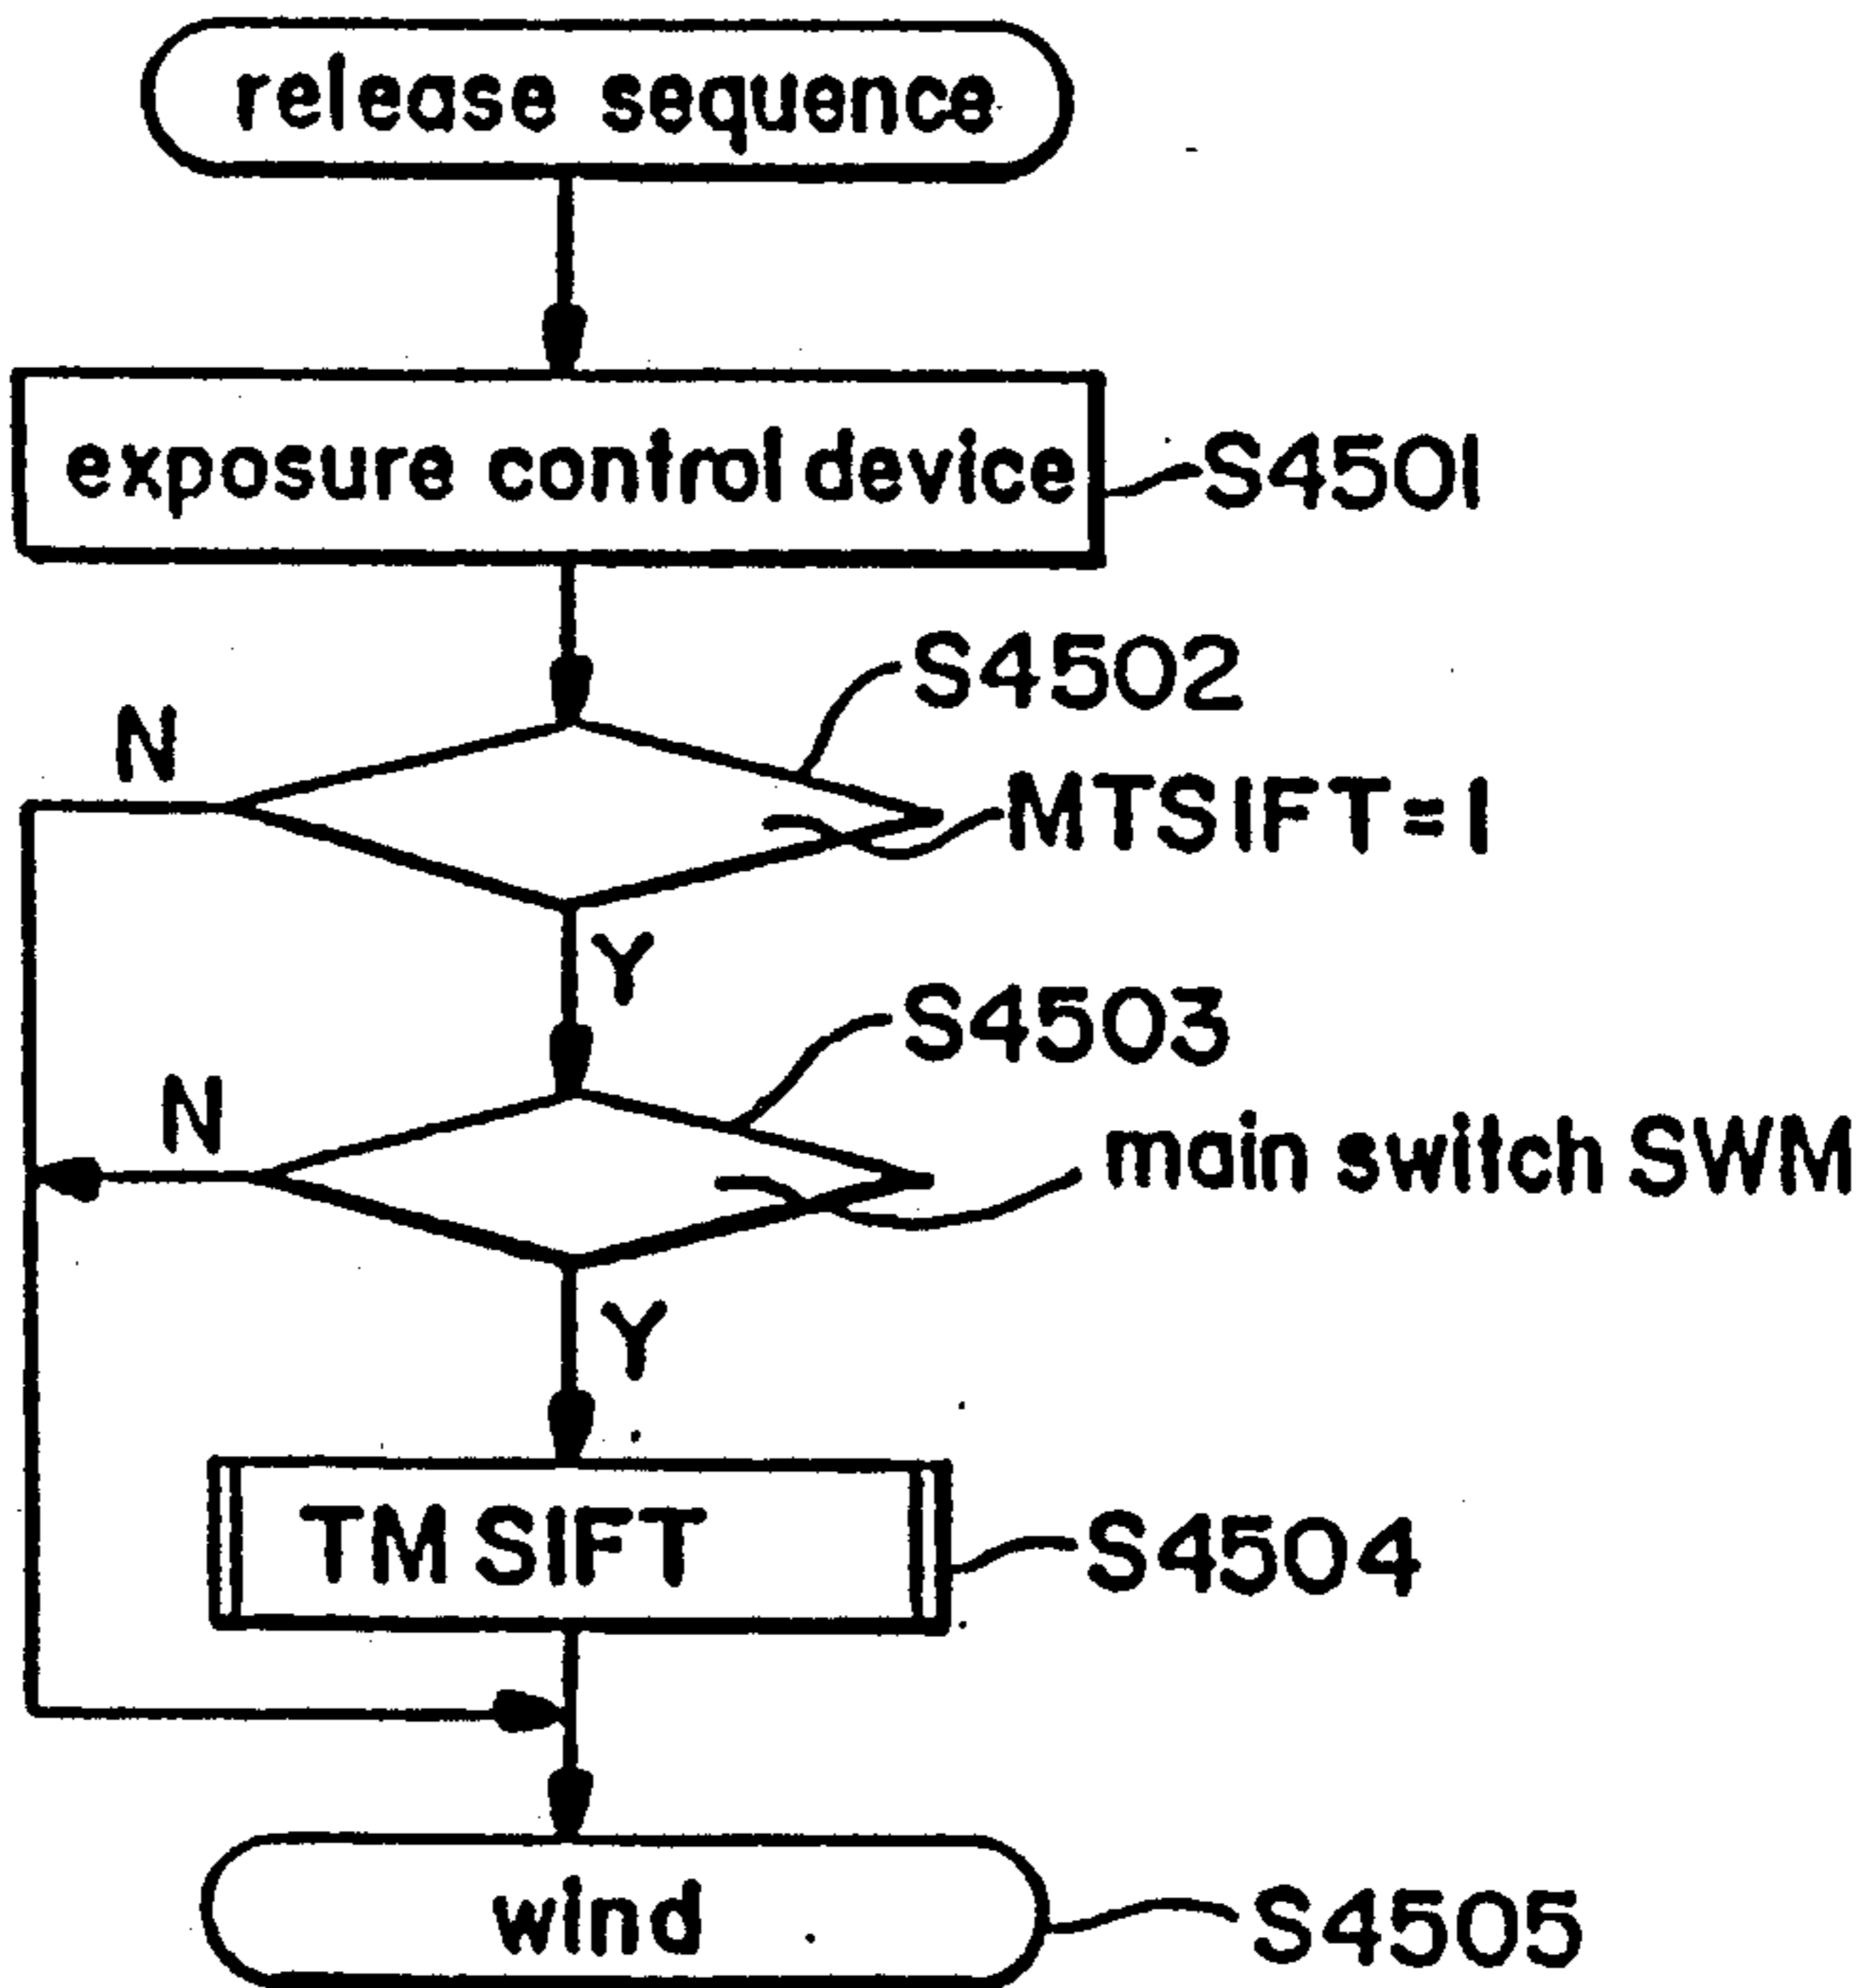 release sequence
exposure control device
S4501
S4502
N
MTSIFT=1
Y
S4503
N
main switch SWM
Y
TM SIFT
S4504
wind
S4505